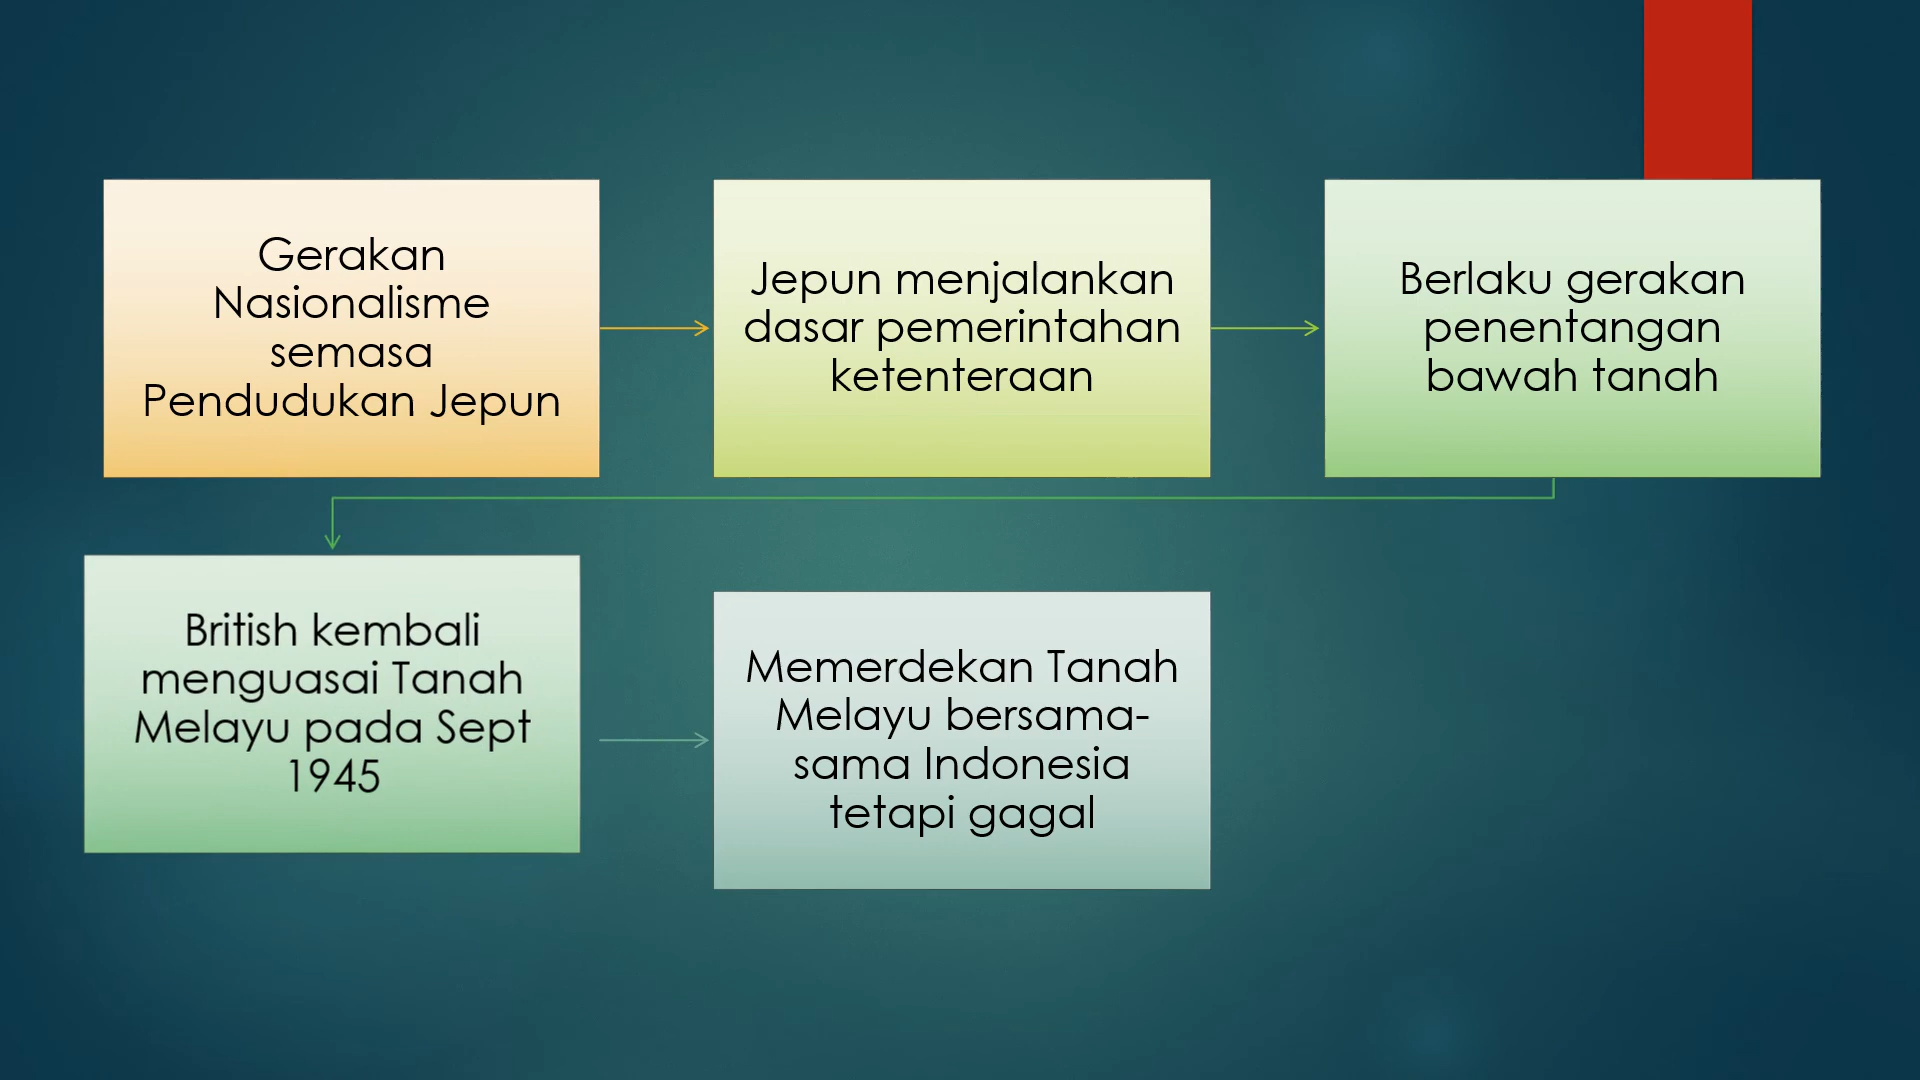 Gerakan
Nasionalisme
semasa
Pendudukan Jepun
Jepun menjalankan
dasar pemerintahan
ketenteraan
Berlaku gerakan
penentangan
bawah tanah
British kembali
menguasai Tanah
Melayu pada Sept
1945
Memerdekan Tanah
Melayu bersama-
sama Indonesia
tetapi gagal